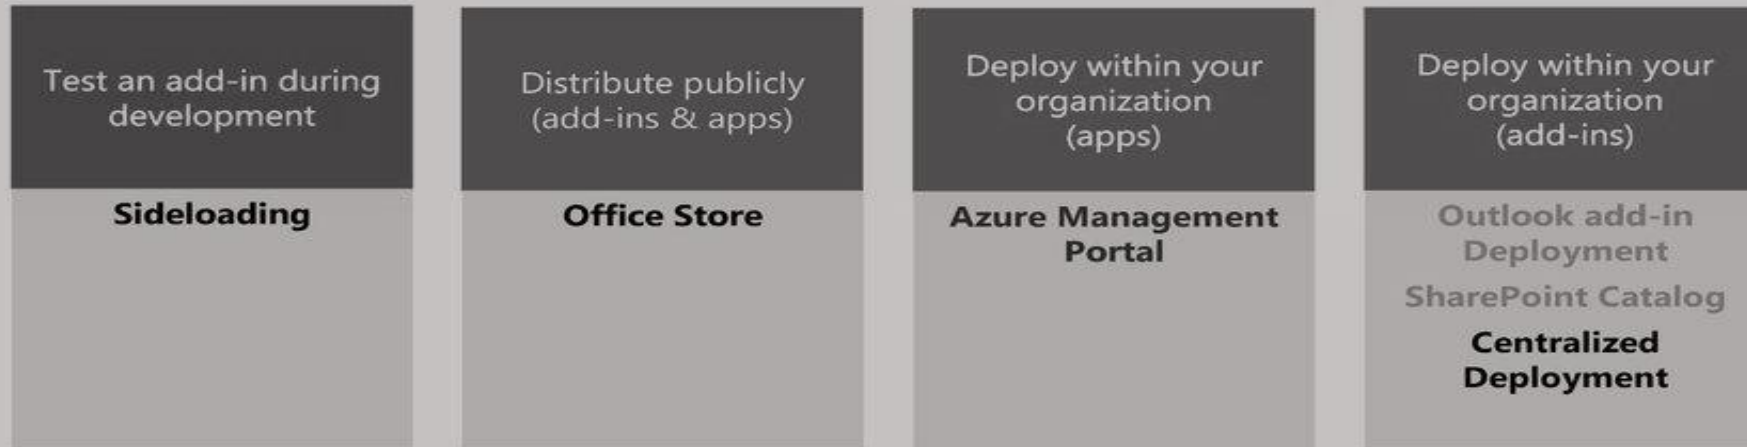 Test an add-in during
development
Sideloading
Distribute publicly
(add-ins & apps)
Office Store
Deploy within your
organization
(apps)
Azure Management
Portal
Deploy within your
organization
(add-ins)
Outlook add-in
Deployment
SharePoint Catalog
Centralized
Deployment